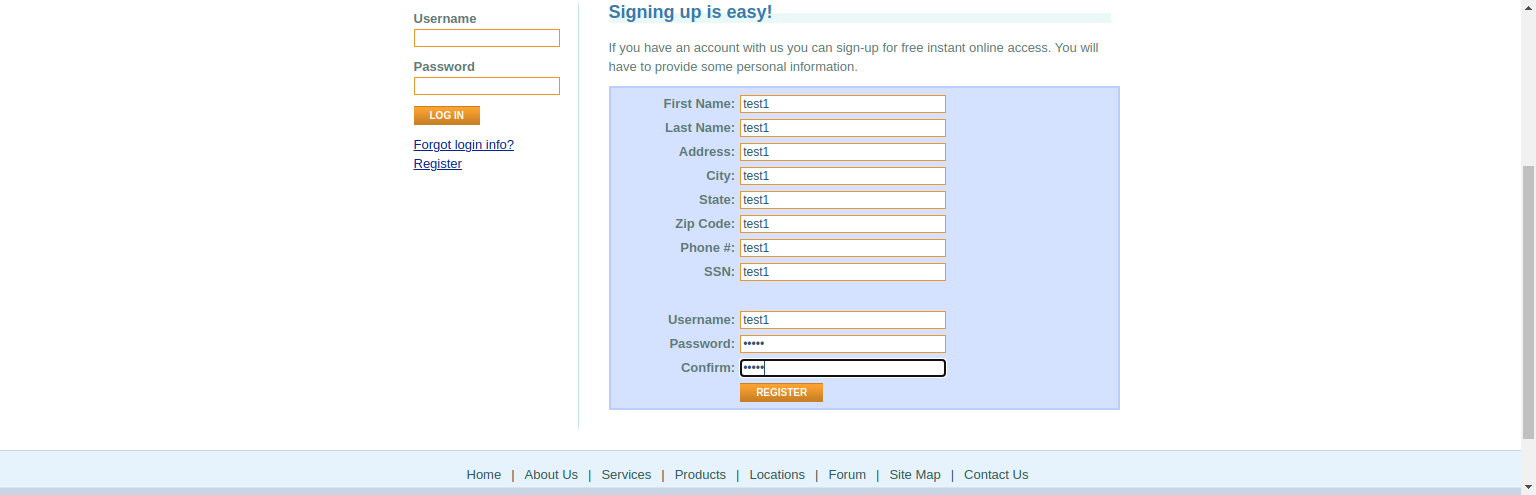 Username
Password
LOG IN
Forgot login info?
Register
Signing up is easy!
If you have an account with us you can sign-up for free instant online access. You will
have to provide some personal information.
First Name: test1
Last Name: test1
Address: test1
City: test1
State: test1
Zip Code: test1
Phone #: test1
SSN: test1
Username: test1
Password: •••••
Confirm: •••••
REGISTER
Home | About Us | Services | Products | Locations | Forum | Site Map | Contact Us